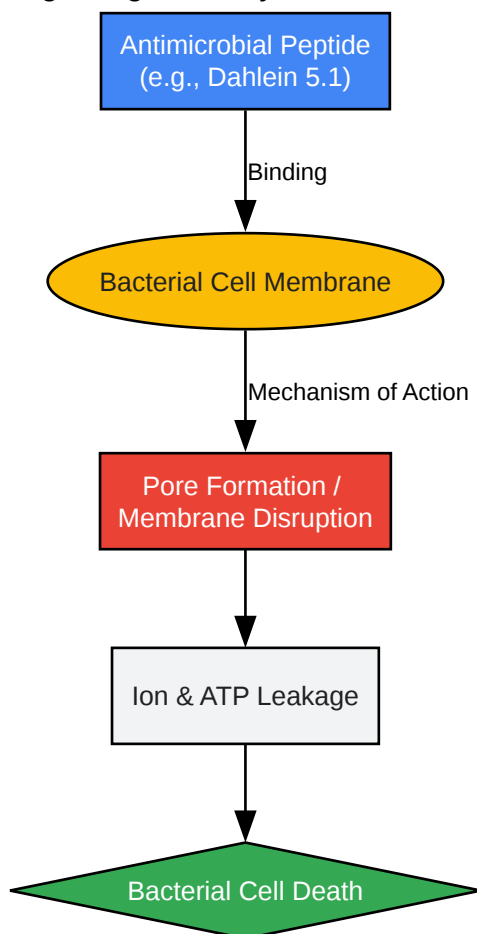 Antimicrobial Peptide
(e.g., Dahlein 5.1)
Binding
Bacterial Cell Membrane
Mechanism of Action
Pore Formation /
Membrane Disruption
Ion & ATP Leakage
Bacterial Cell Death